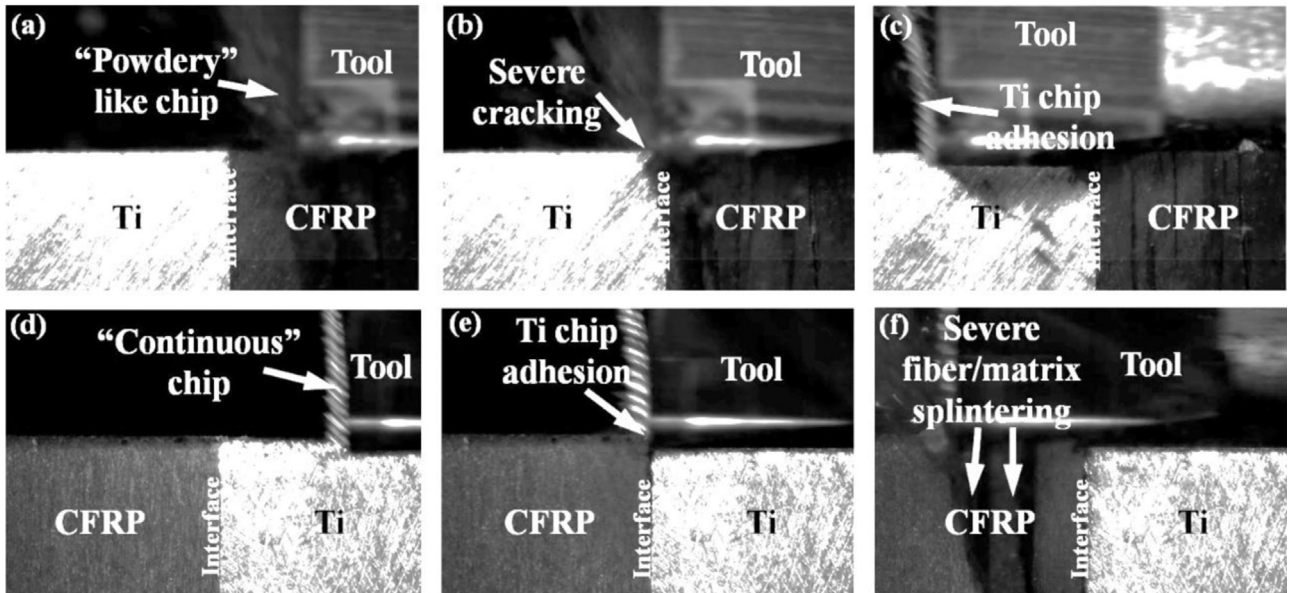 (a)
“Powdery”
like chip
Tool
Ti
Interface
CFRP
(b)
Severe
cracking
Tool
Ti
Interface
CFRP
(c)
Tool
Ti chip
adhesion
Ti
Interface
CFRP
(d)
“Continuous”
chip
Tool
CFRP
Interface
Ti
(e)
Ti chip
adhesion
Tool
CFRP
Interface
Ti
(f)
Severe
fiber/matrix
splintering
Tool
CFRP
Interface
Ti